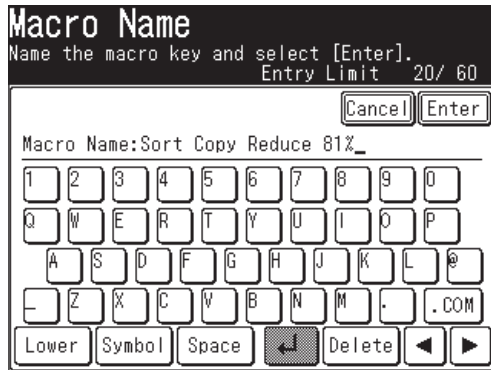 Macro Name
Name the macro key and select [Enter].
Entry Limit 20/ 60
Cancel Enter
Macro Name:Sort Copy Reduce 81%_
1 2 3 4 5 6 7 8 9 0
Q W E R T Y U I O P
A S D F G H J K L @
_ Z X C V B N M . .COM
Lower Symbol Space ↵ Delete ◀ ▶